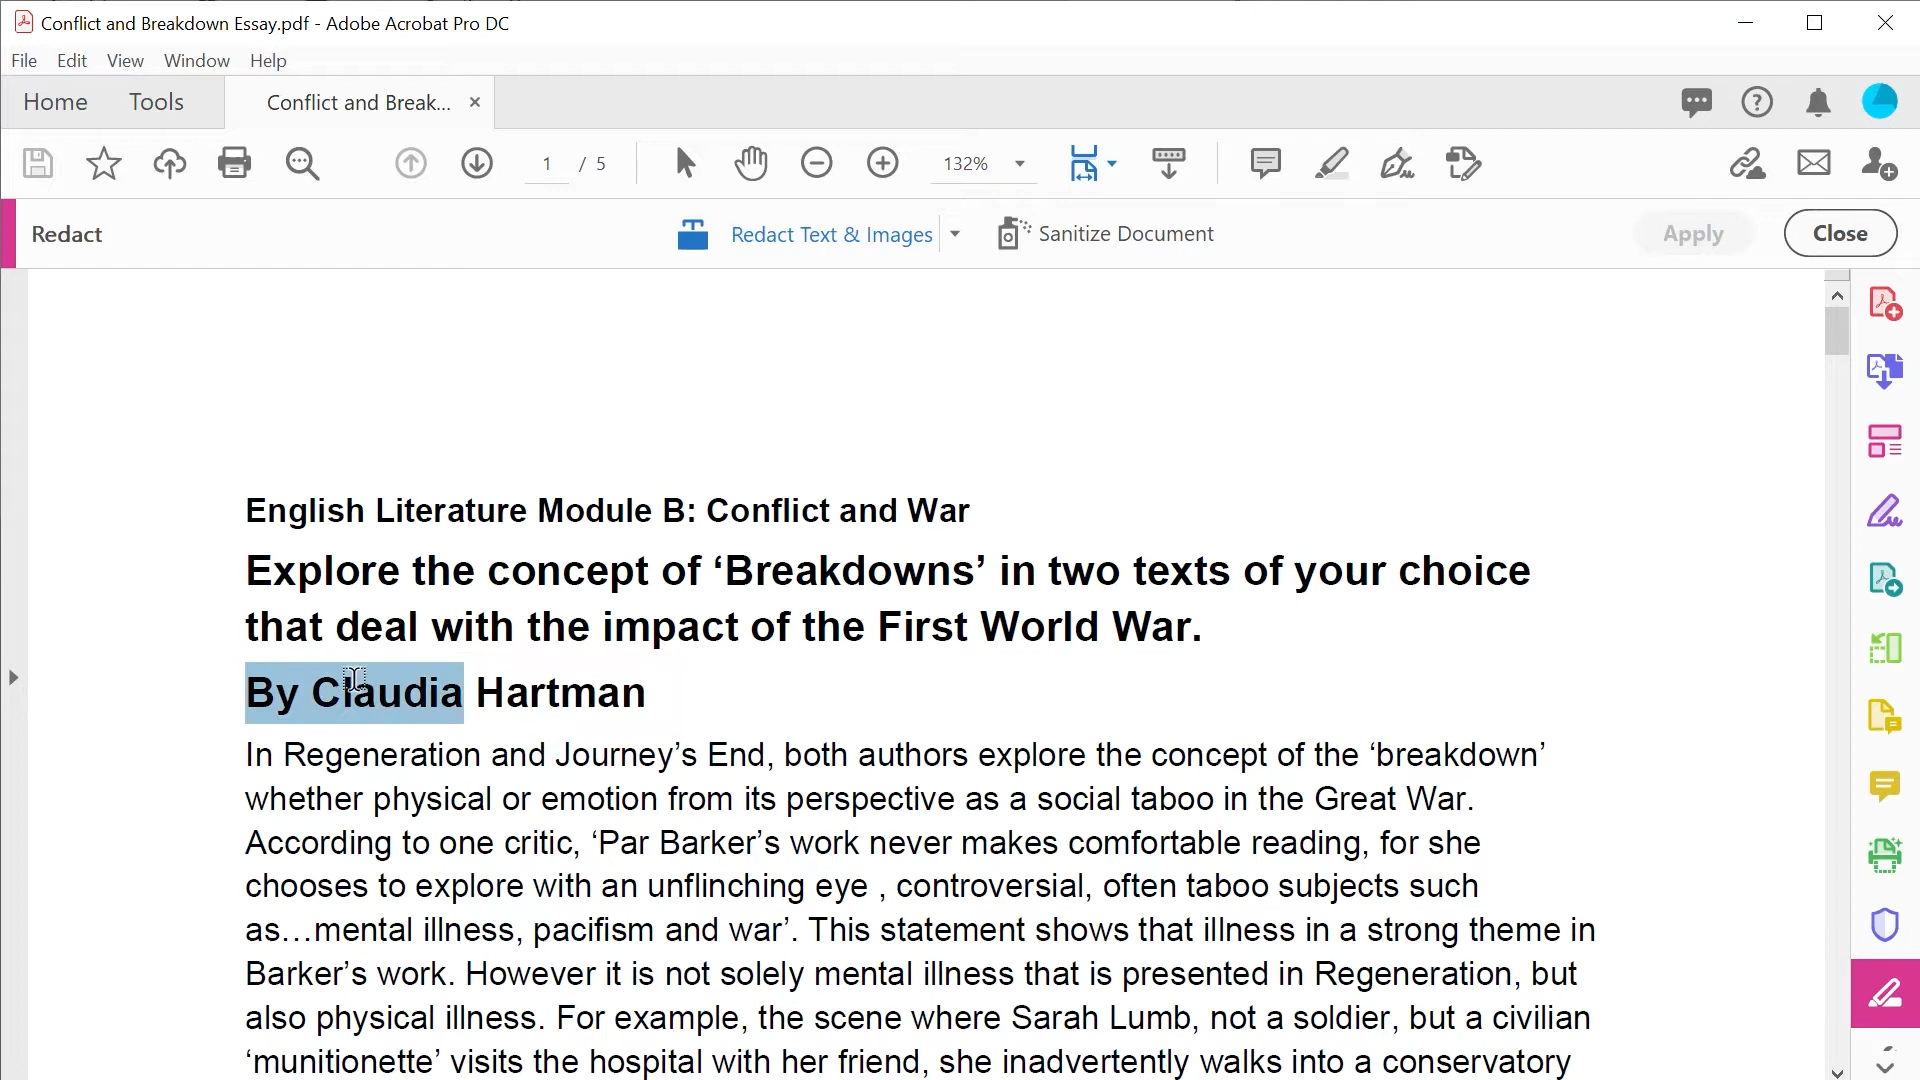 Conflict and Breakdown Essay.pdf - Adobe Acrobat Pro DC
File Edit View Window Help
Home Tools Conflict and Break... ×
1 / 5 132%
Redact Redact Text & Images Sanitize Document Apply Close
English Literature Module B: Conflict and War
Explore the concept of ‘Breakdowns’ in two texts of your choice
that deal with the impact of the First World War.
By Claudia Hartman
In Regeneration and Journey’s End, both authors explore the concept of the ‘breakdown’
whether physical or emotion from its perspective as a social taboo in the Great War.
According to one critic, ‘Par Barker’s work never makes comfortable reading, for she
chooses to explore with an unflinching eye , controversial, often taboo subjects such
as…mental illness, pacifism and war’. This statement shows that illness in a strong theme in
Barker’s work. However it is not solely mental illness that is presented in Regeneration, but
also physical illness. For example, the scene where Sarah Lumb, not a soldier, but a civilian
‘munitionette’ visits the hospital with her friend, she inadvertently walks into a conservatory